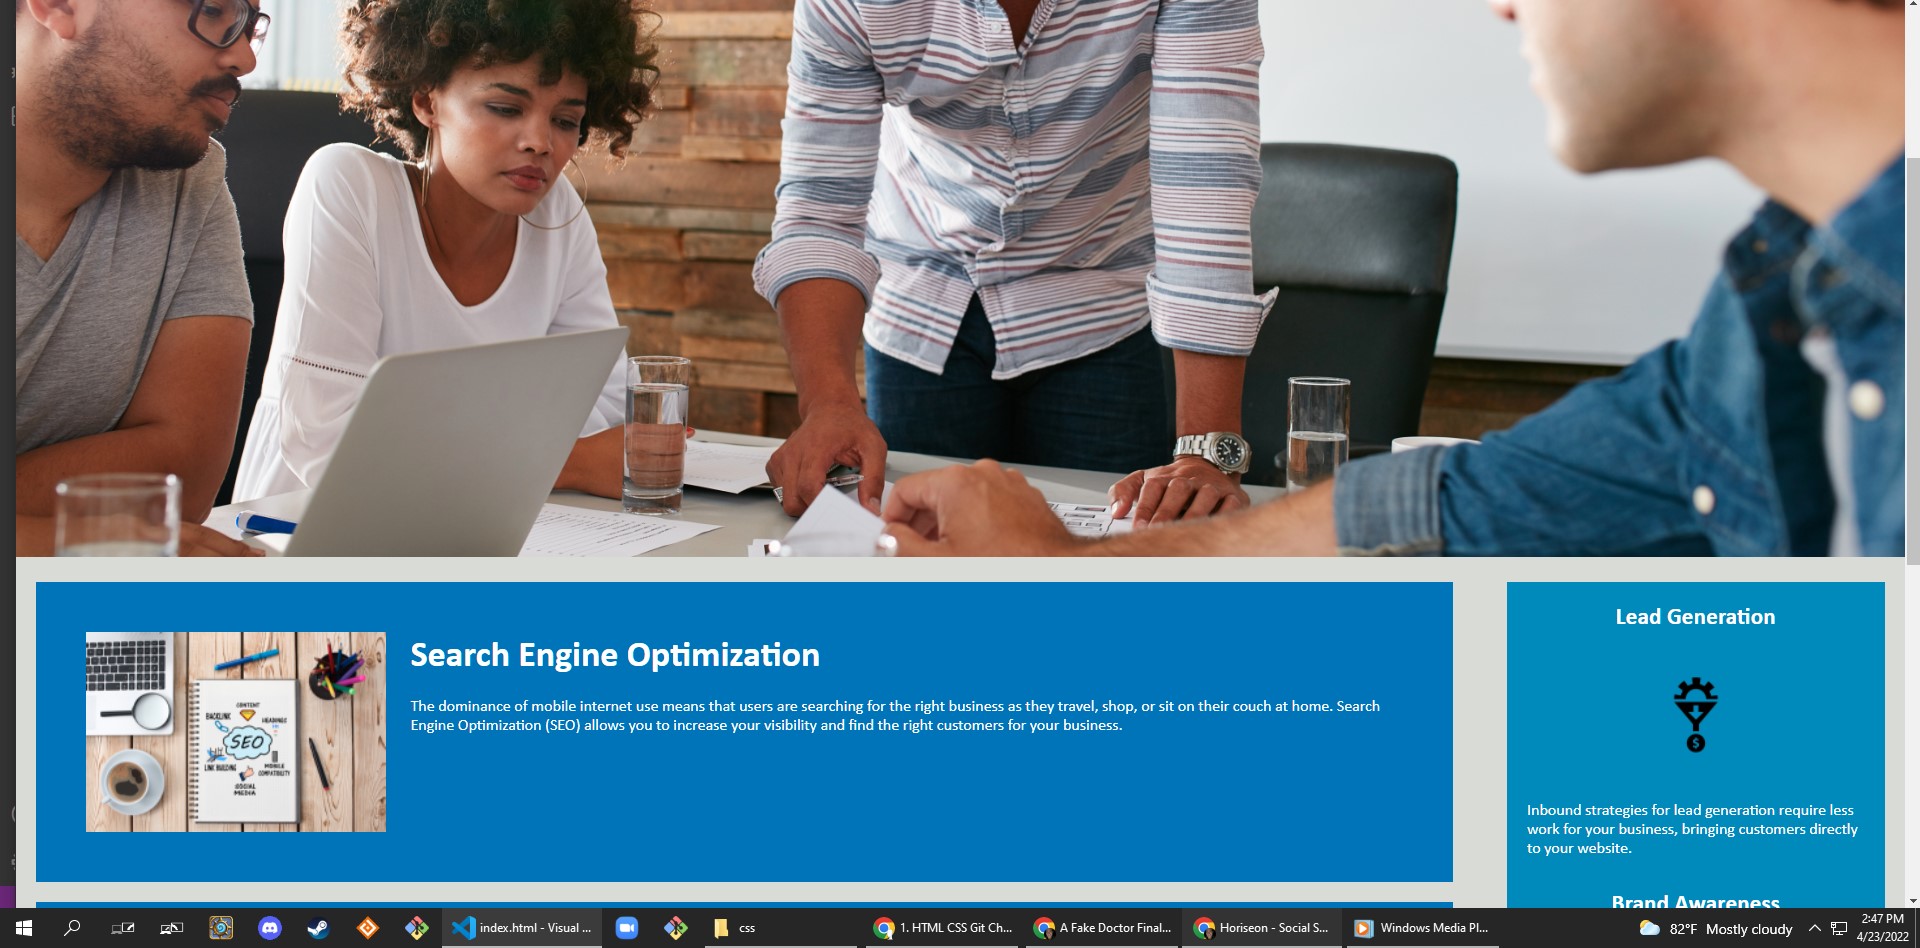 Search Engine Optimization
The dominance of mobile internet use means that users are searching for the right business as they travel, shop, or sit on their couch at home. Search
Engine Optimization (SEO) allows you to increase your visibility and find the right customers for your business.
CONTENT
BACKLINK
HEADINGS
SEO
LINK BUILDING
MOBILE
COMPATIBILITY
SOCIAL
MEDIA
Lead Generation
$
Inbound strategies for lead generation require less
work for your business, bringing customers directly
to your website.
Brand Awareness
index.html - Visual ...
css
1. HTML CSS Git Ch...
A Fake Doctor Final...
Horiseon - Social S...
Windows Media Pl...
82°F Mostly cloudy
2:47 PM
4/23/2022